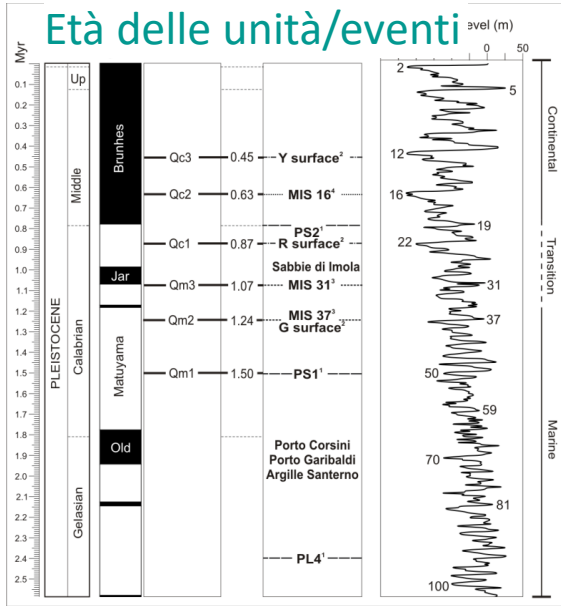 Età delle unità/eventi
evel (m)
0 50
Myr
0.1
0.2
0.3
0.4
0.5
0.6
0.7
0.8
0.9
1.0
1.1
1.2
1.3
1.4
1.5
1.6
1.7
1.8
1.9
2.0
2.1
2.2
2.3
2.4
2.5
PLEISTOCENE
Up
Middle
Calabrian
Gelasian
Brunhes
Jar
Matuyama
Old
Qc3 0.45 Y surface²
Qc2 0.63 MIS 16⁴
PS2¹
Qc1 0.87 R surface²
Sabbie di Imola
Qm3 1.07 MIS 31³
MIS 37³
Qm2 1.24
G surface²
Qm1 1.50 PS1¹
Porto Corsini
Porto Garibaldi
Argille Santerno
PL4¹
2
5
12
16
19
22
31
37
50
59
70
81
100
Continental
Transition
Marine